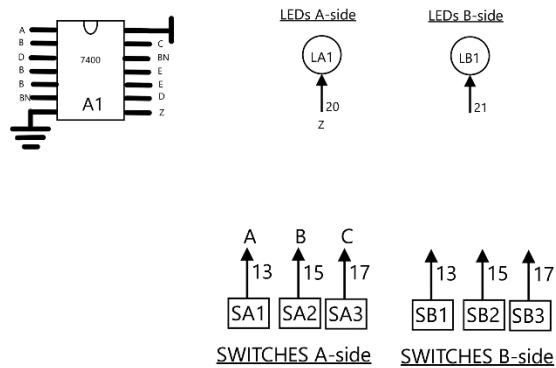 LEDs A-side
LEDs B-side
A
B
D
B
B
BN
7400
A1
C
BN
E
E
D
Z
LA1
20
Z
LB1
21
A B C
13 15 17
SA1 SA2 SA3
SWITCHES A-side
13 15 17
SB1 SB2 SB3
SWITCHES B-side